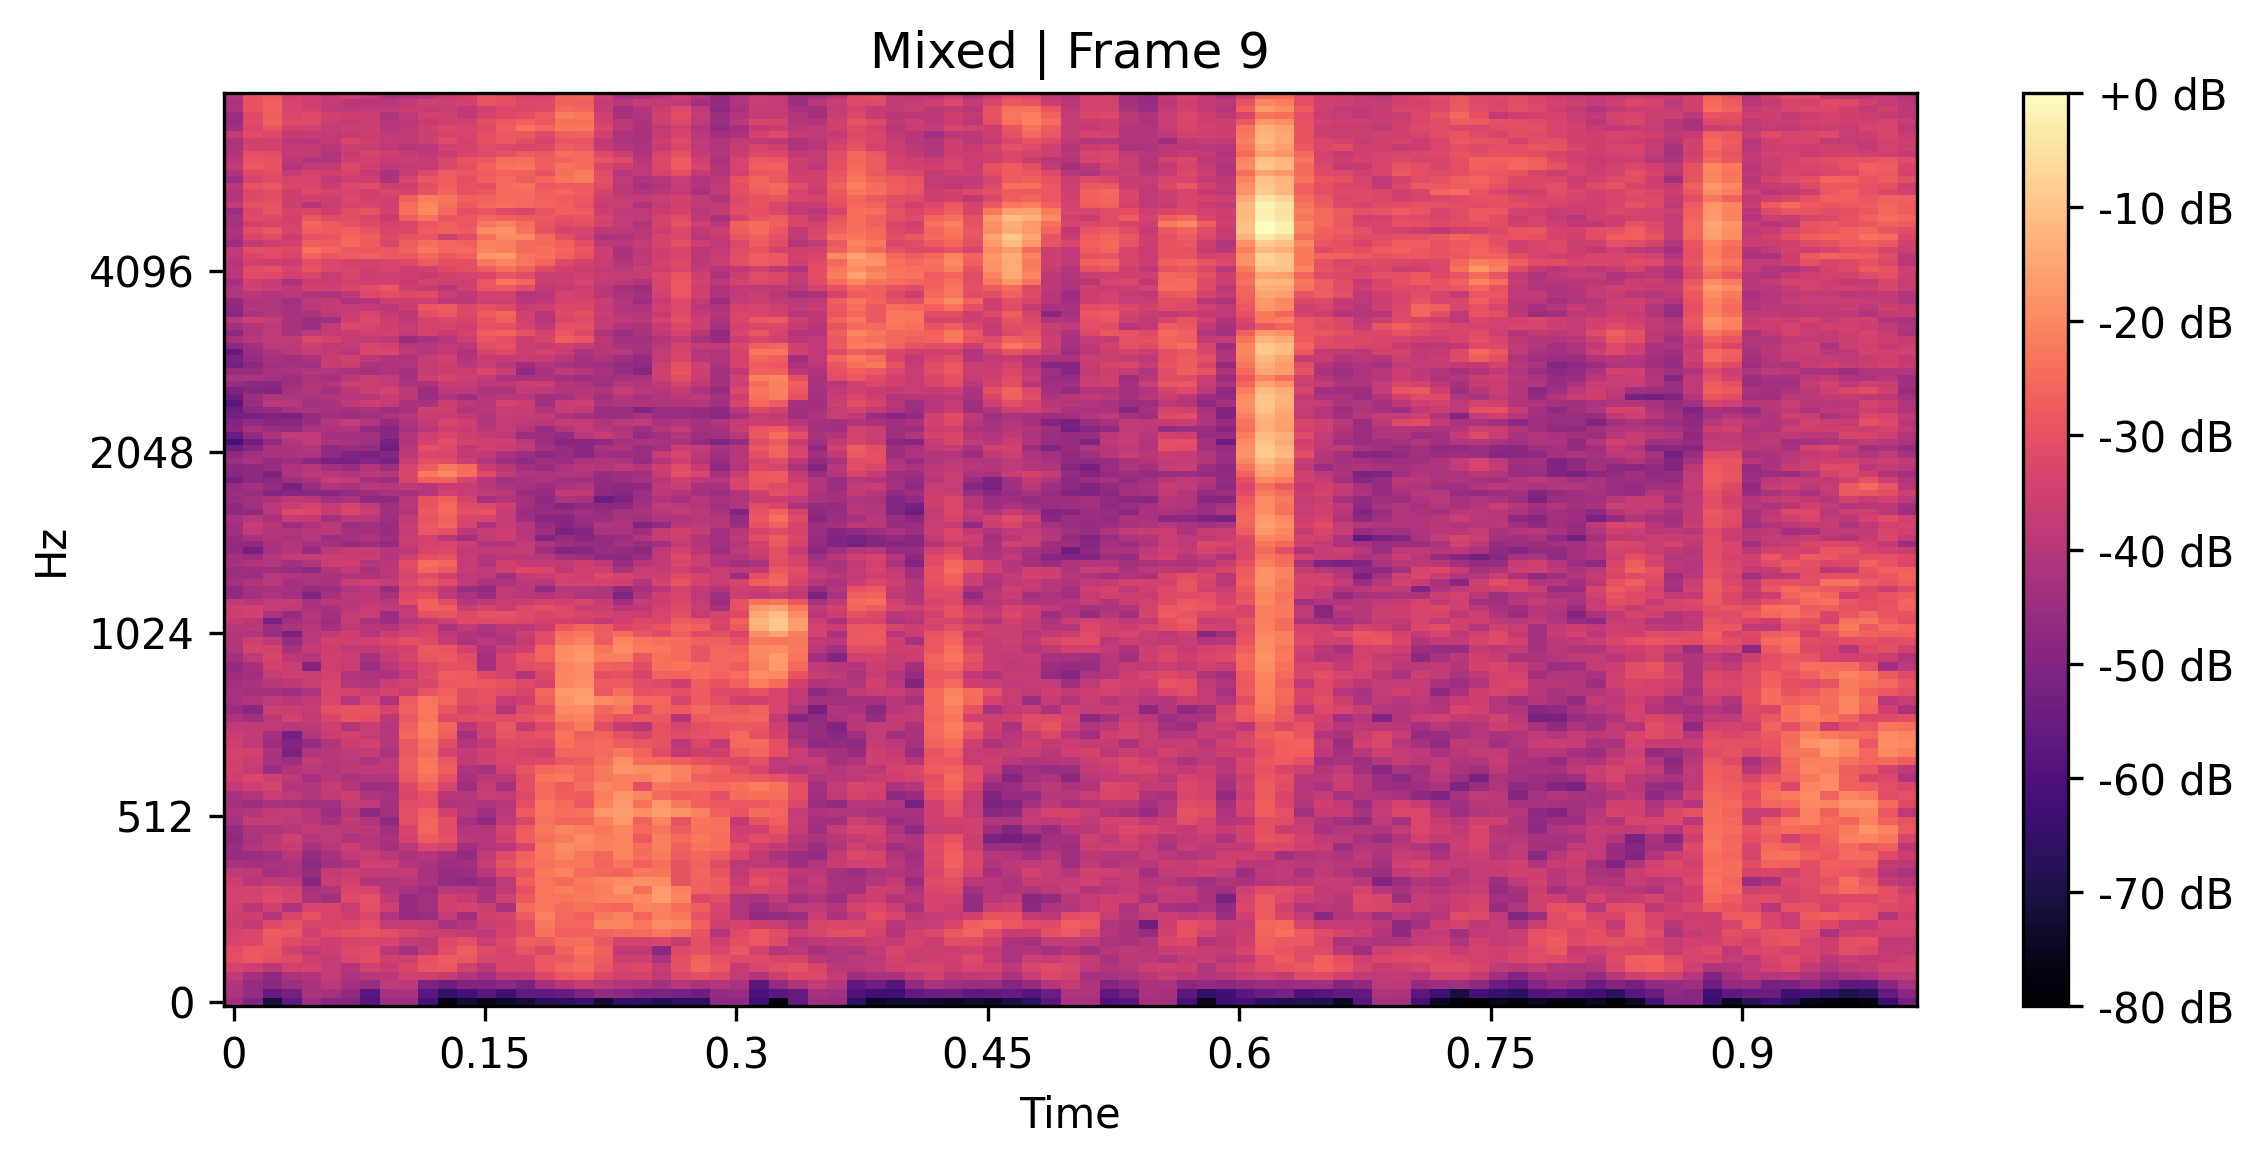 Mixed | Frame 9
+0 dB
-10 dB
-20 dB
-30 dB
-40 dB
-50 dB
-60 dB
-70 dB
-80 dB
Hz
4096
2048
1024
512
0
0 0.15 0.3 0.45 0.6 0.75 0.9
Time